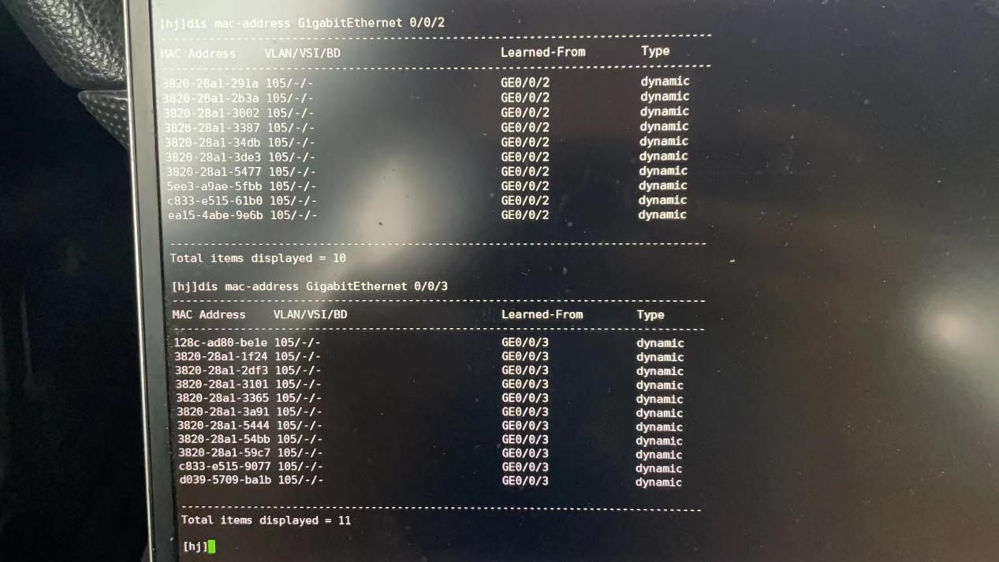 [hj]dis mac-address GigabitEthernet 0/0/2
-------------------------------------------------------------------------------
MAC Address    VLAN/VSI/BD                       Learned-From        Type
-------------------------------------------------------------------------------
3820-28a1-291a 105/-/-                           GE0/0/2             dynamic
3820-28a1-2b3a 105/-/-                           GE0/0/2             dynamic
3820-28a1-3002 105/-/-                           GE0/0/2             dynamic
3820-28a1-3387 105/-/-                           GE0/0/2             dynamic
3820-28a1-34db 105/-/-                           GE0/0/2             dynamic
3820-28a1-3de3 105/-/-                           GE0/0/2             dynamic
3820-28a1-5477 105/-/-                           GE0/0/2             dynamic
5ee3-a9ae-5fbb 105/-/-                           GE0/0/2             dynamic
c833-e515-61b0 105/-/-                           GE0/0/2             dynamic
ea15-4abe-9e6b 105/-/-                           GE0/0/2             dynamic
-------------------------------------------------------------------------------
Total items displayed = 10
[hj]dis mac-address GigabitEthernet 0/0/3
-------------------------------------------------------------------------------
MAC Address    VLAN/VSI/BD                       Learned-From        Type
-------------------------------------------------------------------------------
128c-ad80-be1e 105/-/-                           GE0/0/3             dynamic
3820-28a1-1f24 105/-/-                           GE0/0/3             dynamic
3820-28a1-2df3 105/-/-                           GE0/0/3             dynamic
3820-28a1-3101 105/-/-                           GE0/0/3             dynamic
3820-28a1-3365 105/-/-                           GE0/0/3             dynamic
3820-28a1-3a91 105/-/-                           GE0/0/3             dynamic
3820-28a1-5444 105/-/-                           GE0/0/3             dynamic
3820-28a1-54bb 105/-/-                           GE0/0/3             dynamic
3820-28a1-59c7 105/-/-                           GE0/0/3             dynamic
c833-e515-9077 105/-/-                           GE0/0/3             dynamic
d039-5709-ba1b 105/-/-                           GE0/0/3             dynamic
-------------------------------------------------------------------------------
Total items displayed = 11
[hj]